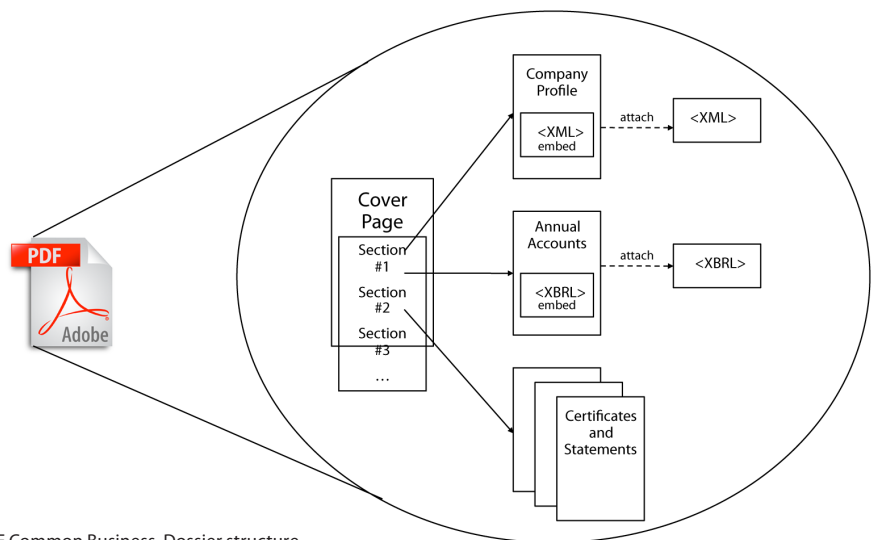 PDF
Adobe
Cover
Page
Section
#1
Section
#2
Section
#3
...
Company
Profile
<XML>
embed
attach
<XML>
Annual
Accounts
<XBRL>
embed
attach
<XBRL>
Certificates
and
Statements
Common Business Dossier structure